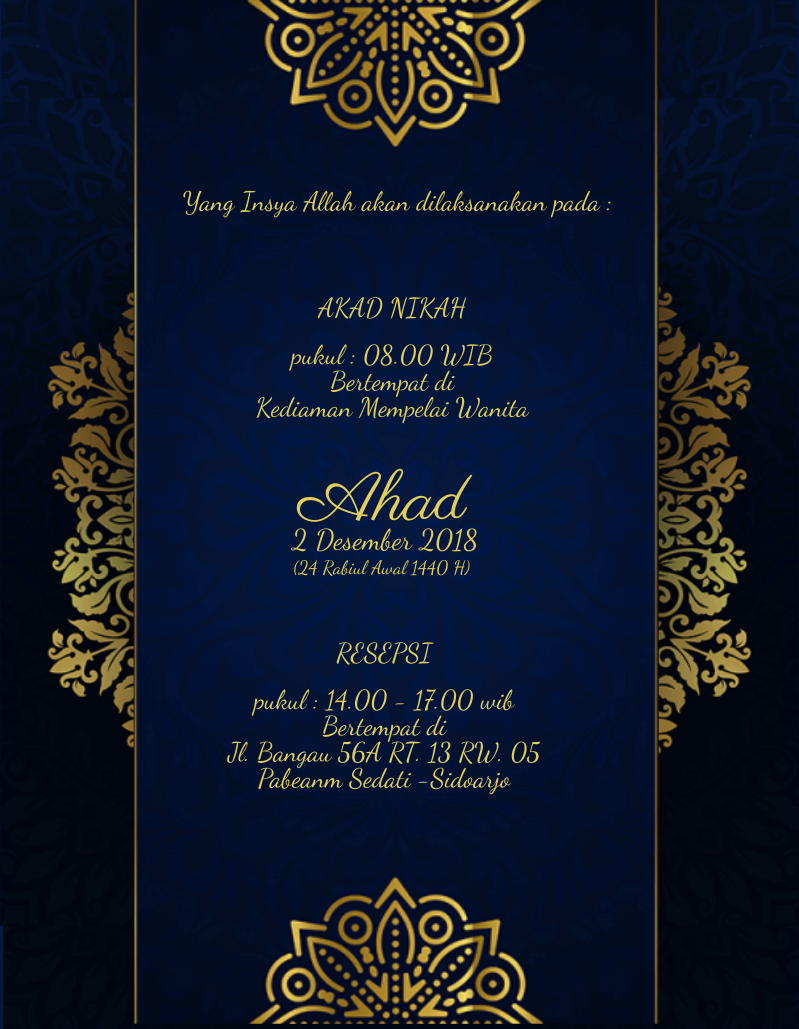 Yang Insya Allah akan dilaksanakan pada :
AKAD NIKAH
pukul : 08.00 WIB
Bertempat di
Kediaman Mempelai Wanita
Ahad
2 Desember 2018
(24 Rabiul Awal 1440 H)
RESEPSI
pukul : 14.00 - 17.00 wib
Bertempat di
Jl. Bangau 56A RT. 13 RW. 05
Pabeanm Sedati -Sidoarjo